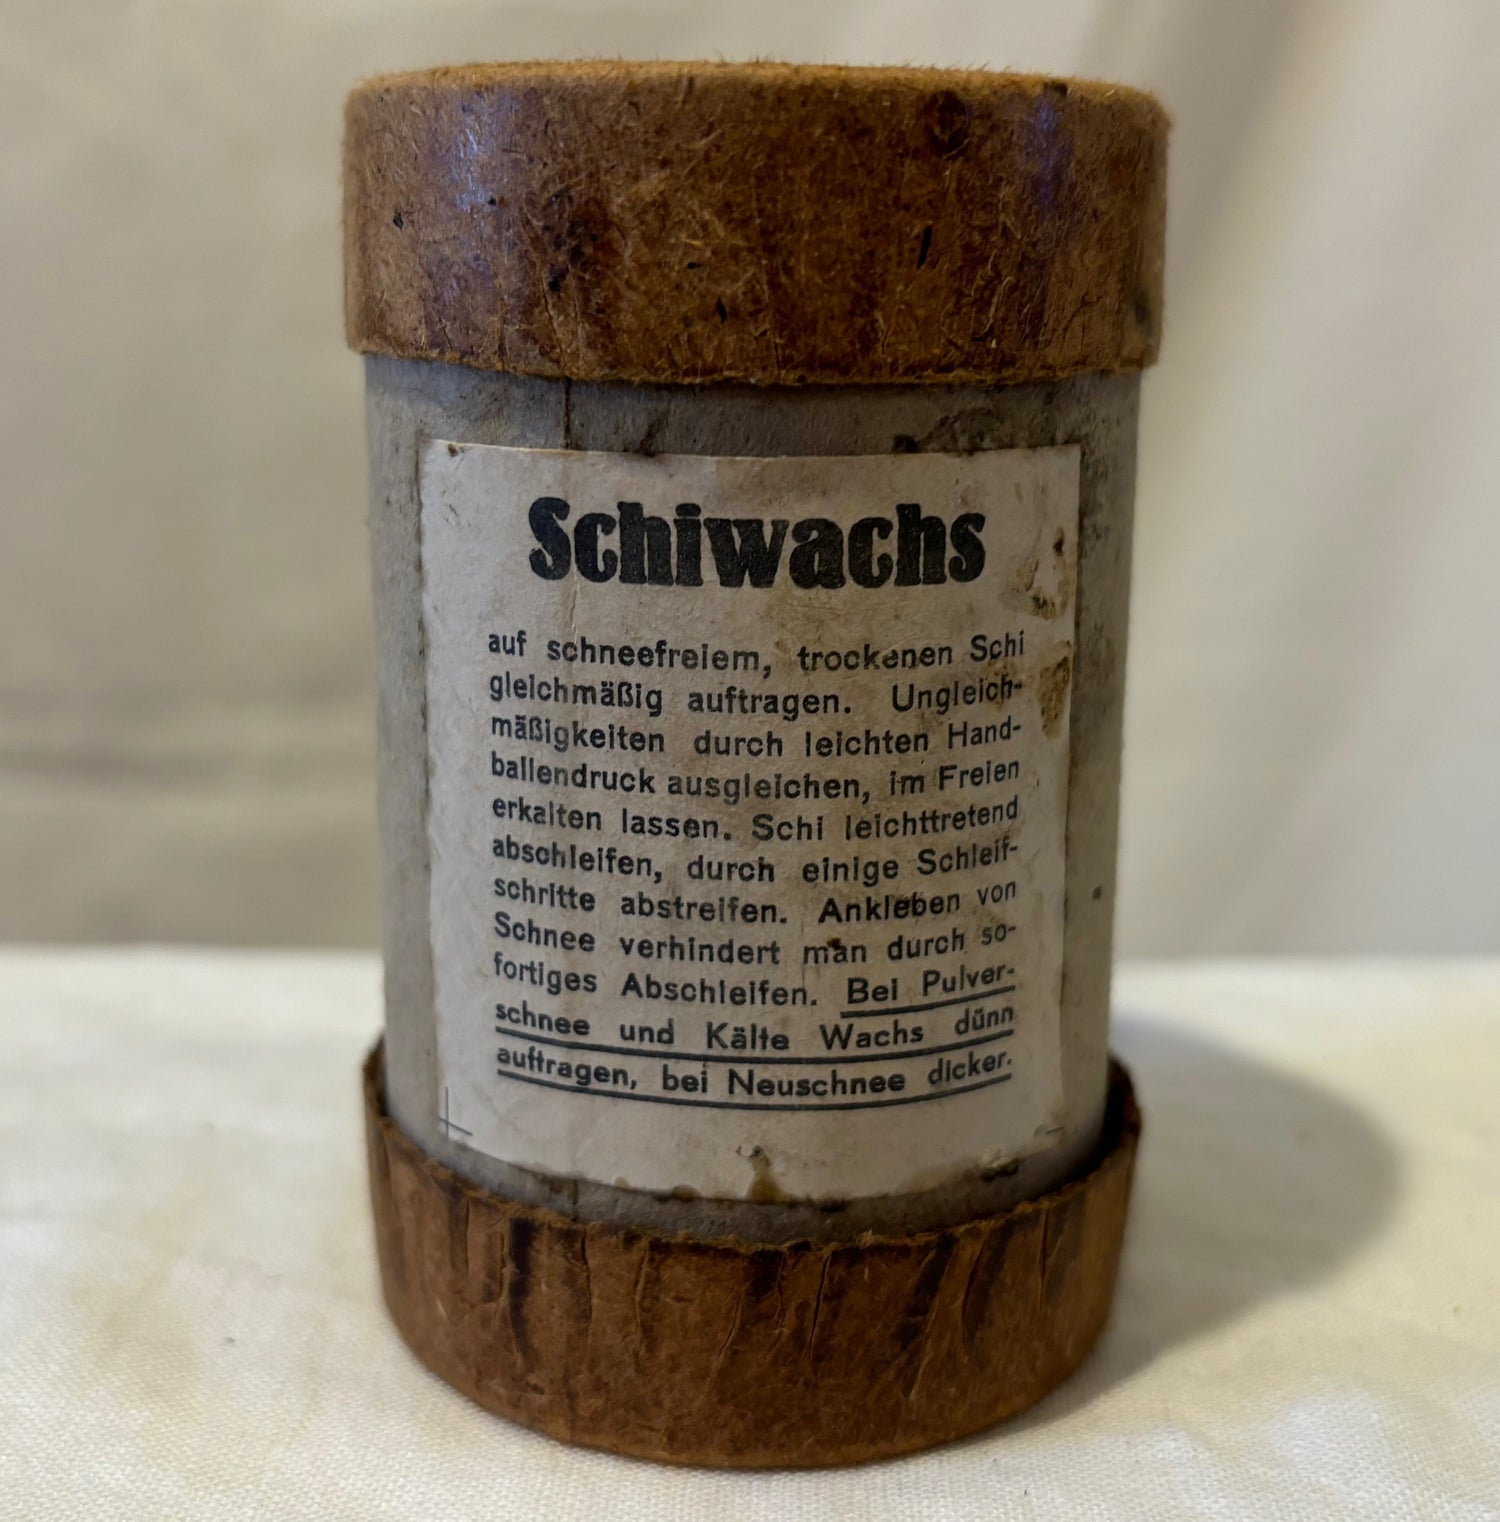 Schiwachs
auf schneefreiem, trockenen Schi
gleichmäßig auftragen. Ungleich-
mäßigkeiten durch leichten Hand-
ballendruck ausgleichen, im Freien
erkalten lassen. Schi leichttretend
abschleifen, durch einige Schleif-
schritte abstreifen. Ankleben von
Schnee verhindert man durch so-
fortiges Abschleifen. Bei Pulver-
schnee und Kälte Wachs dünn
auftragen, bei Neuschnee dicker.